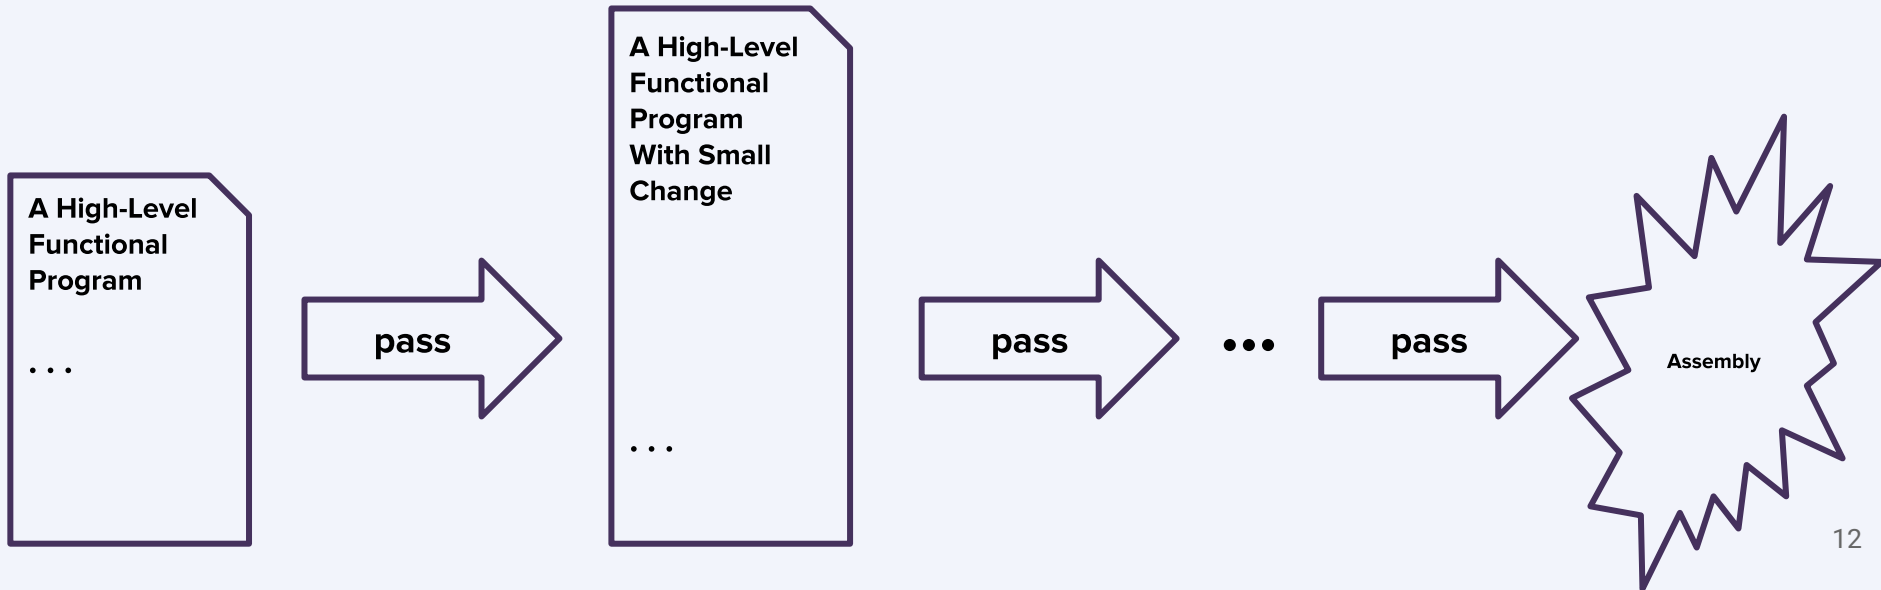 A High-Level
Functional
Program
. . .
pass
A High-Level
Functional
Program
With Small
Change
. . .
pass
•••
pass
Assembly
12